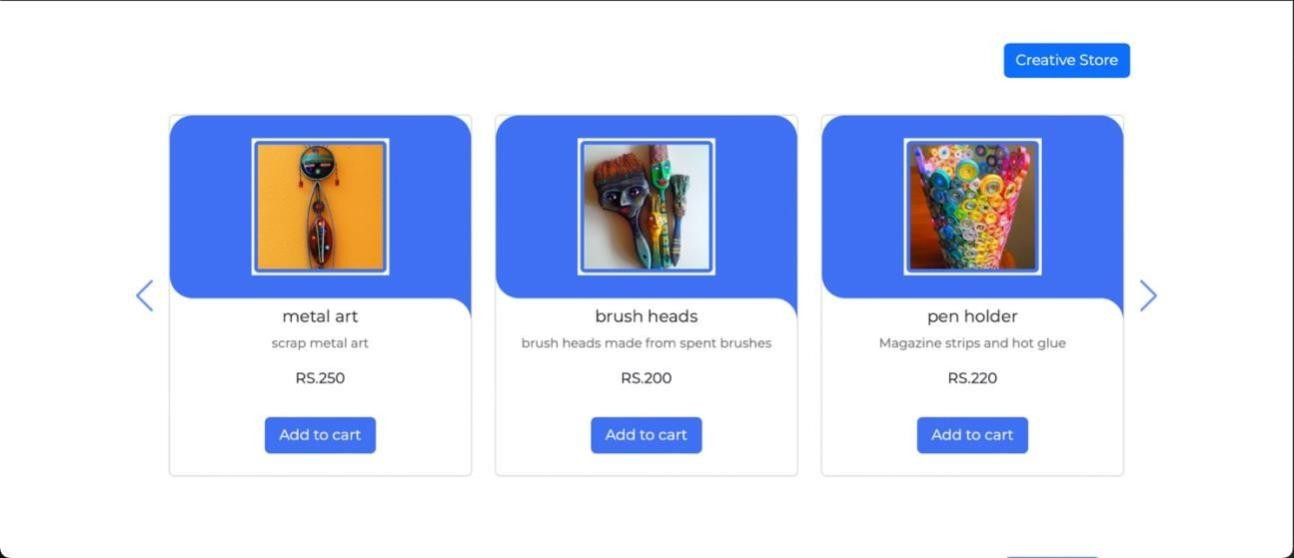 Creative Store
metal art
scrap metal art
RS.250
Add to cart
brush heads
brush heads made from spent brushes
RS.200
Add to cart
pen holder
Magazine strips and hot glue
RS.220
Add to cart